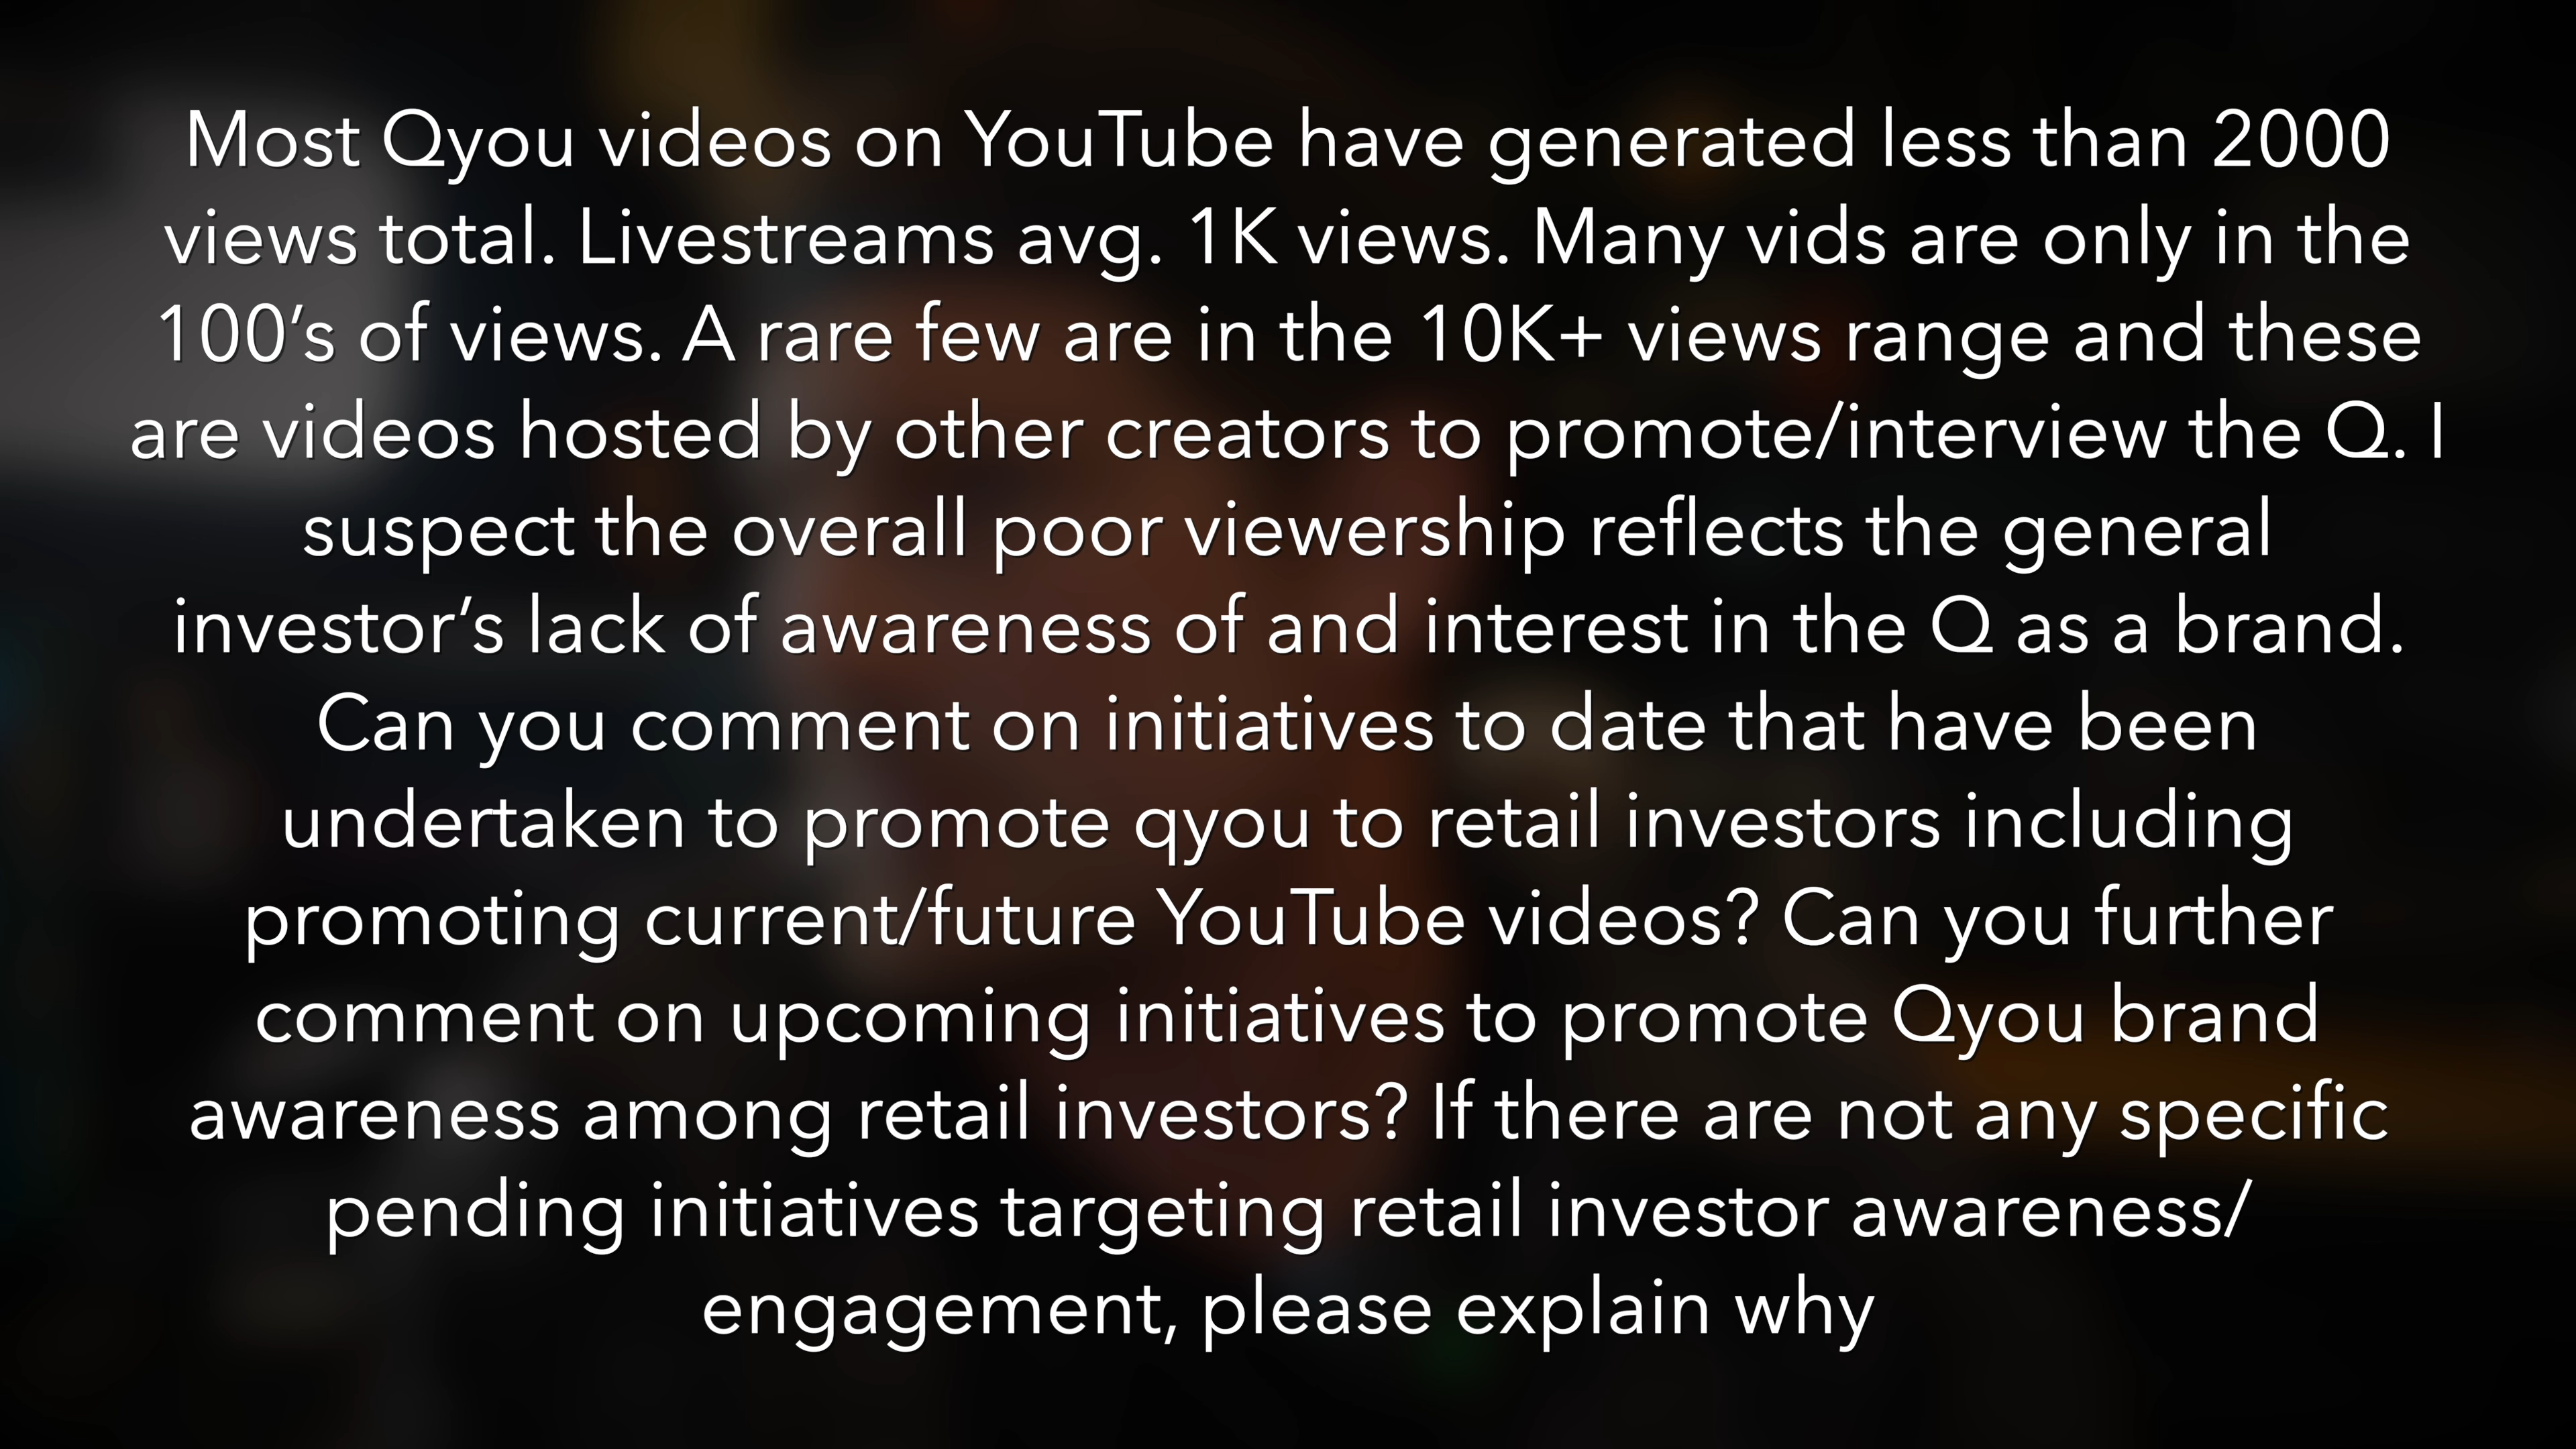 Most Qyou videos on YouTube have generated less than 2000
views total. Livestreams avg. 1K views. Many vids are only in the
100’s of views. A rare few are in the 10K+ views range and these
are videos hosted by other creators to promote/interview the Q. I
suspect the overall poor viewership reflects the general
investor’s lack of awareness of and interest in the Q as a brand.
Can you comment on initiatives to date that have been
undertaken to promote qyou to retail investors including
promoting current/future YouTube videos? Can you further
comment on upcoming initiatives to promote Qyou brand
awareness among retail investors? If there are not any specific
pending initiatives targeting retail investor awareness/
engagement, please explain why